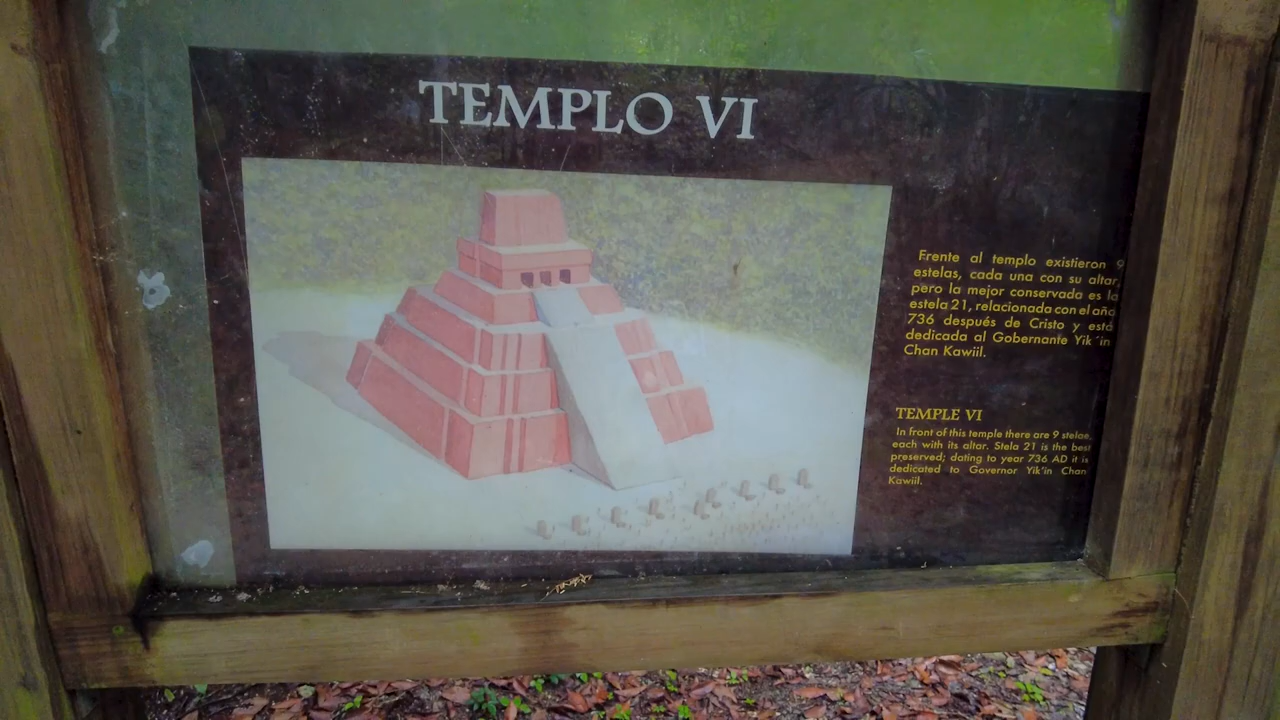 TEMPLO VI
Frente al templo existieron 9
estelas, cada una con su altar,
pero la mejor conservada es la
estela 21, relacionada con el año
736 después de Cristo y está
dedicada al Gobernante Yik´in
Chan Kawiil.
TEMPLE VI
In front of this temple there are 9 stelae,
each with its altar. Stela 21 is the best
preserved; dating to year 736 AD it is
dedicated to Governor Yik'in Chan
Kawiil.